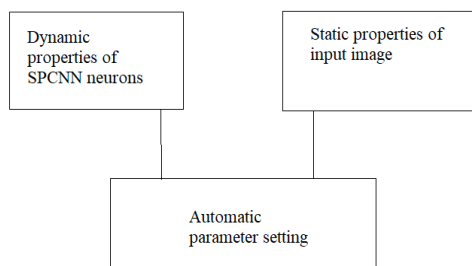 Dynamic
properties of
SPCNN neurons
Static properties of
input image
Automatic
parameter setting